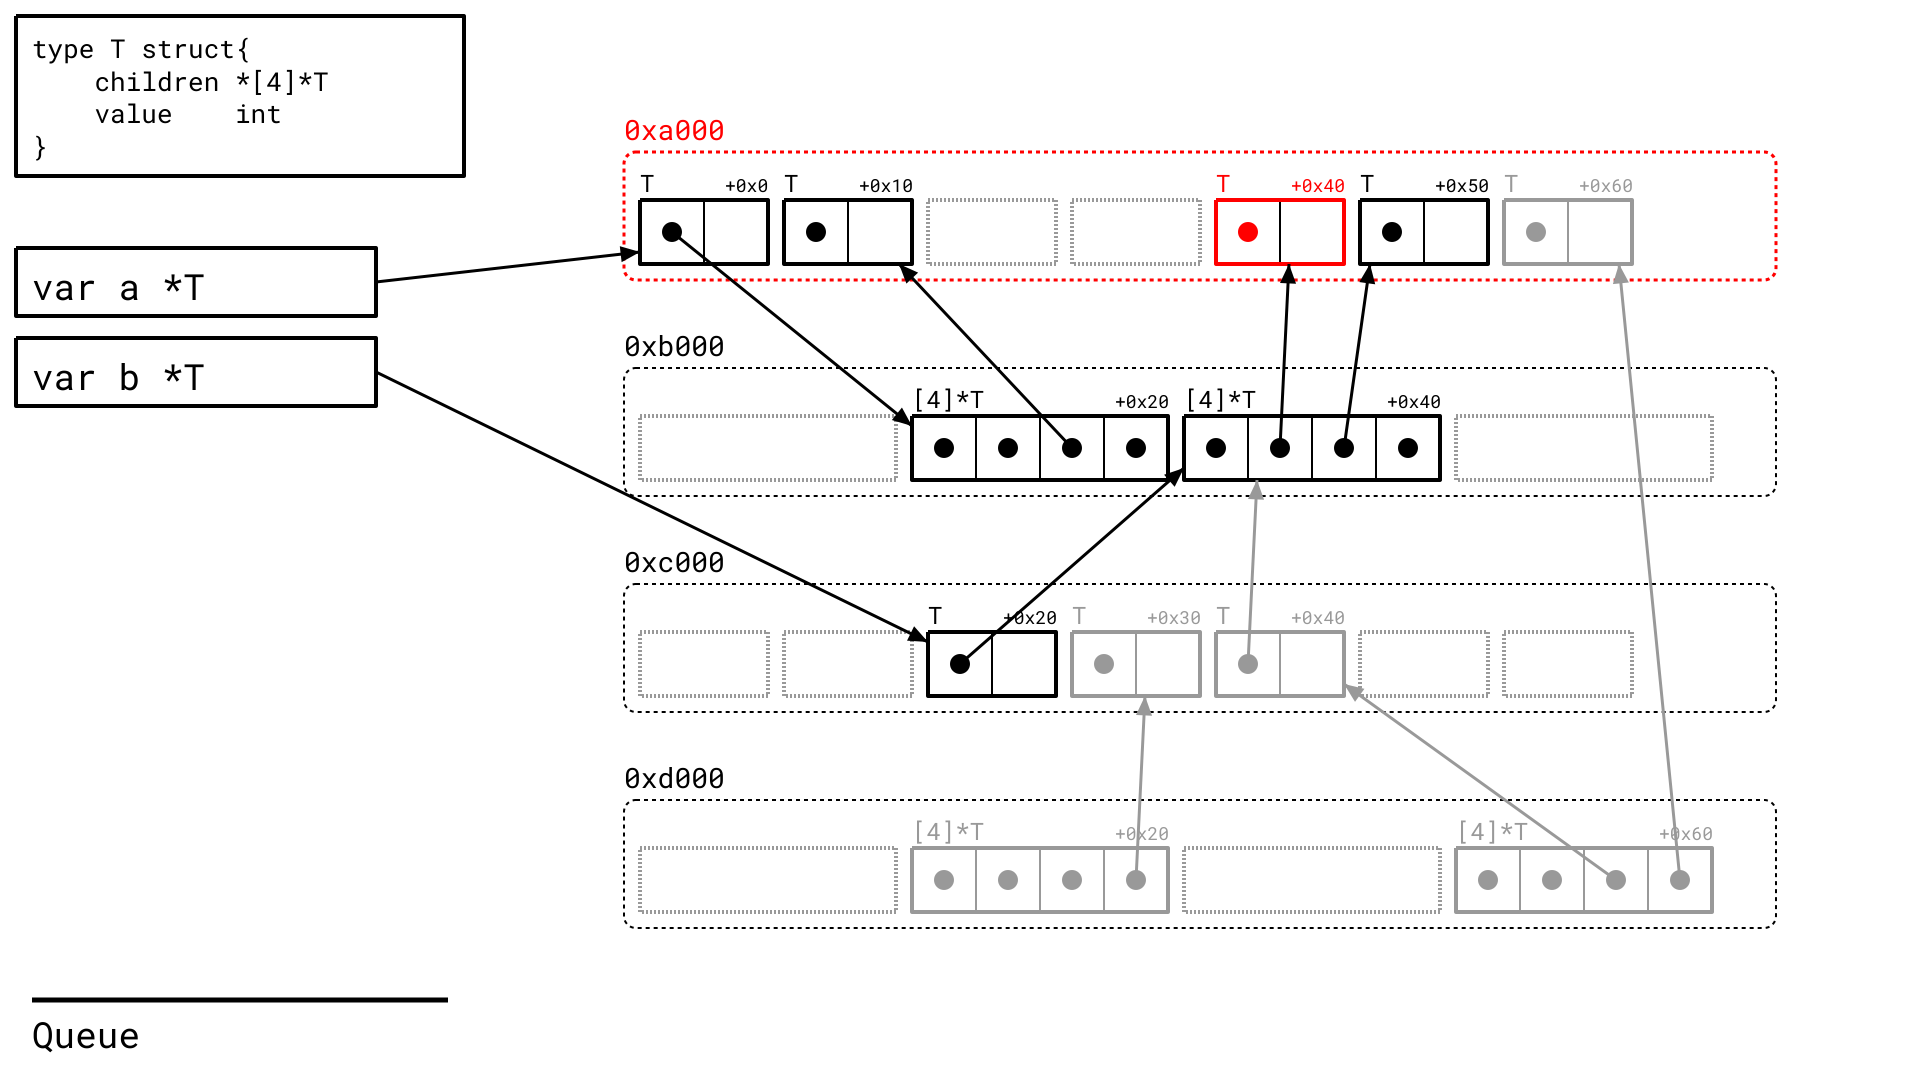 type T struct{
    children *[4]*T
    value    int
}
var a *T
var b *T
0xa000
T +0x0 T +0x10 T +0x40 T +0x50 T +0x60
0xb000
[4]*T +0x20 [4]*T +0x40
0xc000
T +0x20 T +0x30 T +0x40
0xd000
[4]*T +0x20 [4]*T +0x60
Queue